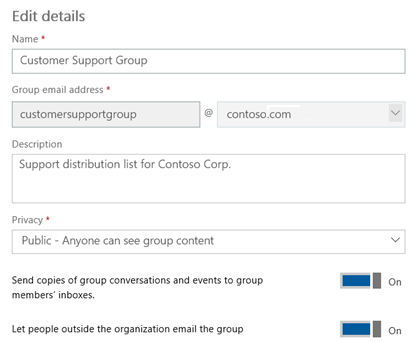 Edit details
Name *
Customer Support Group
Group email address *
customersupportgroup @ contoso.com
Description
Support distribution list for Contoso Corp.
Privacy *
Public - Anyone can see group content
Send copies of group conversations and events to group On
members' inboxes.
Let people outside the organization email the group On